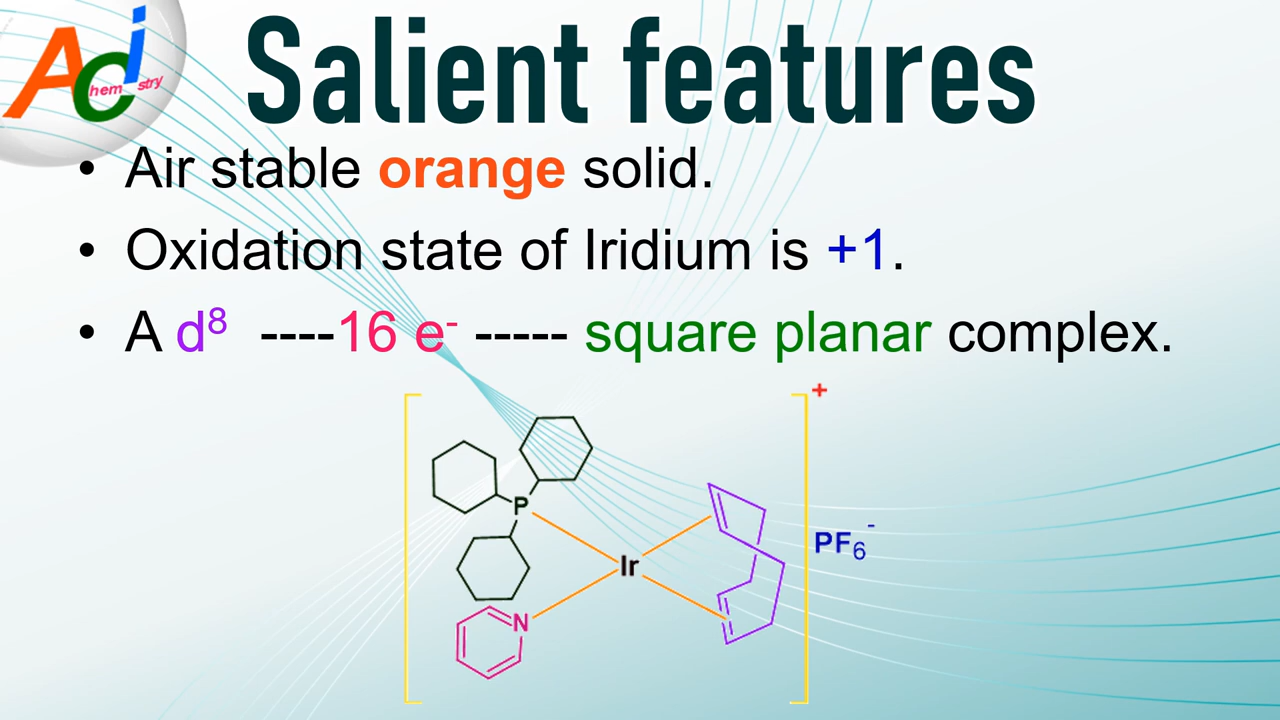 AcdiChemistry
Salient features
• Air stable orange solid.
• Oxidation state of Iridium is +1.
• A d⁸ ----16 e⁻ ----- square planar complex.
+
P
Ir
PF₆⁻
N